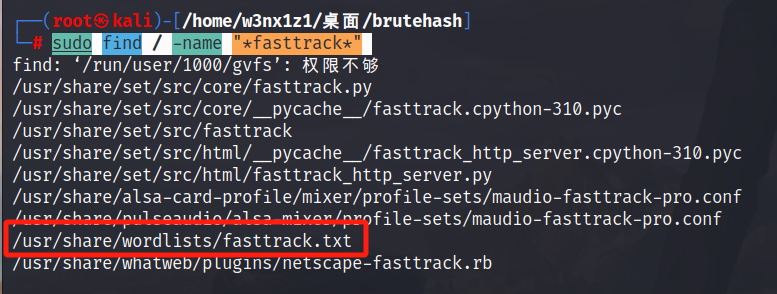 ┌──(root㉿kali)-[/home/w3nx1z1/桌面/brutehash]
└─# sudo find / -name "*fasttrack*"
find: ‘/run/user/1000/gvfs’: 权限不够
/usr/share/set/src/core/fasttrack.py
/usr/share/set/src/core/__pycache__/fasttrack.cpython-310.pyc
/usr/share/set/src/fasttrack
/usr/share/set/src/html/__pycache__/fasttrack_http_server.cpython-310.pyc
/usr/share/set/src/html/fasttrack_http_server.py
/usr/share/alsa-card-profile/mixer/profile-sets/maudio-fasttrack-pro.conf
/usr/share/pulseaudio/alsa-mixer/profile-sets/maudio-fasttrack-pro.conf
/usr/share/wordlists/fasttrack.txt
/usr/share/whatweb/plugins/netscape-fasttrack.rb